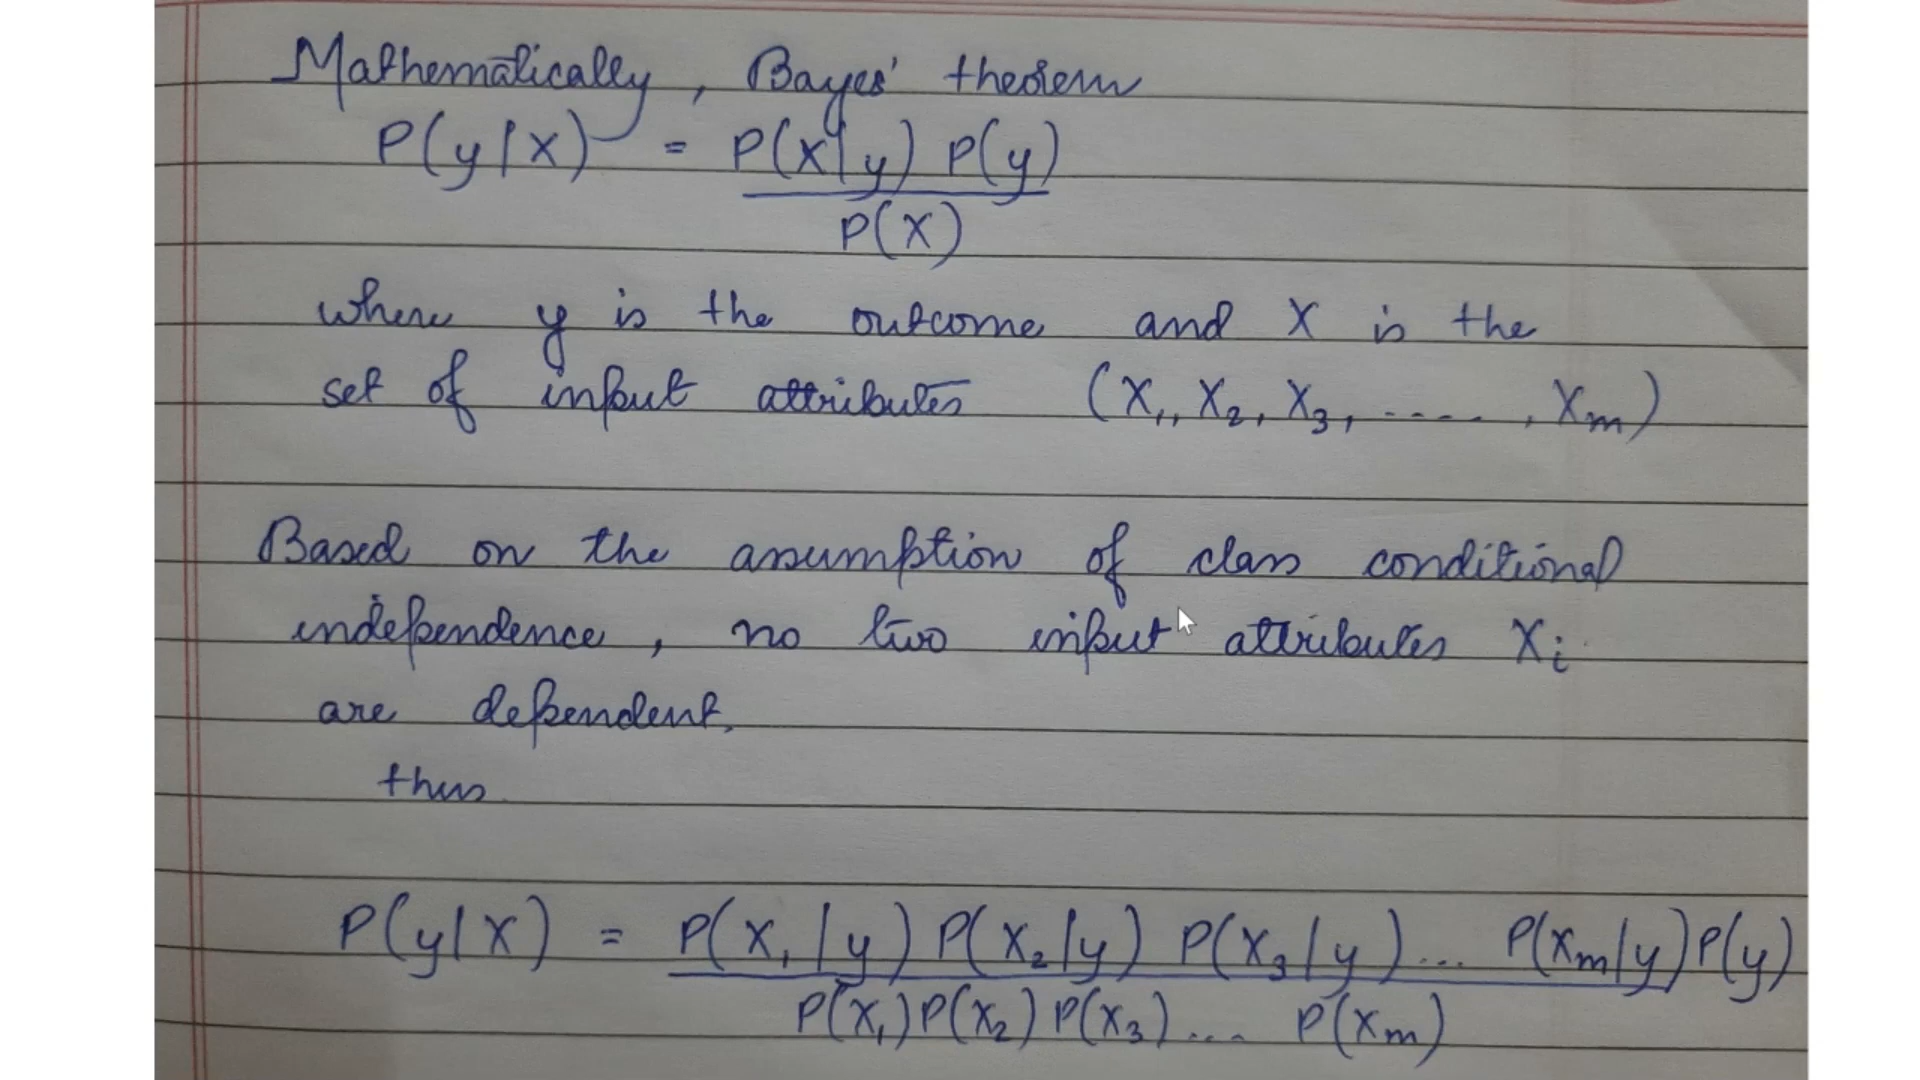 Mathematically, Bayes' theorem
P(y/X) = P(X|y) P(y)
P(X)
where y is the outcome and X is the
set of input attributes (X1, X2, X3, ....., Xm)
Based on the assumption of class conditional
independence, no two input attributes Xi
are dependent.
thus
P(y|X) = P(X1|y) P(X2|y) P(X3|y)... P(Xm|y) P(y)
P(X1) P(X2) P(X3).... P(Xm)